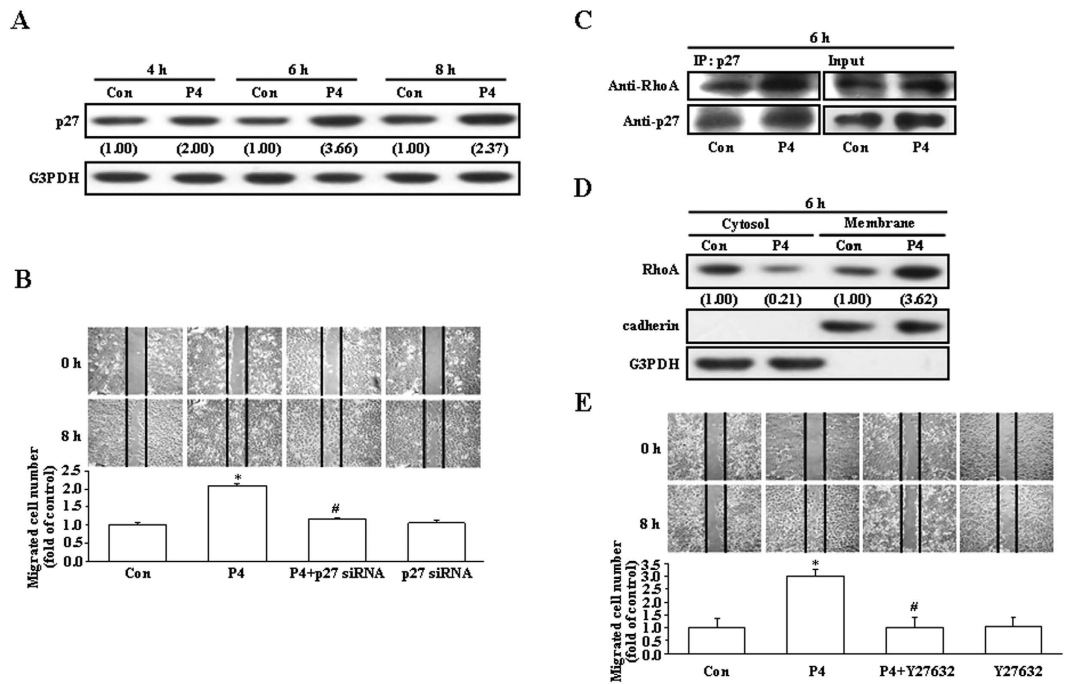 A
4 h 6 h 8 h
Con P4 Con P4 Con P4
p27
(1.00) (2.00) (1.00) (3.66) (1.00) (2.37)
G3PDH
B
0 h
8 h
Migrated cell number
(fold of control)
2.5
2.0
1.5
1.0
0.5
0.0
* #
Con P4 P4+p27 siRNA p27 siRNA
C
6 h
IP: p27 Input
Anti-RhoA
Anti-p27
Con P4 Con P4
D
6 h
Cytosol Membrane
Con P4 Con P4
RhoA
(1.00) (0.21) (1.00) (3.62)
cadherin
G3PDH
E
0 h
8 h
Migrated cell number
(fold of control)
3.5
3.0
2.5
2.0
1.5
1.0
0.0
* #
Con P4 P4+Y27632 Y27632